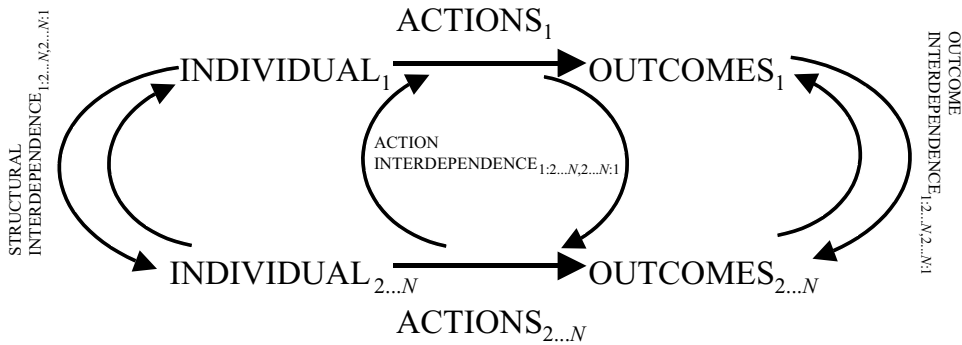 ACTIONS₁
INDIVIDUAL₁
OUTCOMES₁
STRUCTURAL
INTERDEPENDENCE₁:₂...N,₂...N:₁
ACTION
INTERDEPENDENCE₁:₂...N,₂...N:₁
OUTCOME
INTERDEPENDENCE₁:₂...N,₂...N:₁
INDIVIDUAL₂...N
OUTCOMES₂...N
ACTIONS₂...N